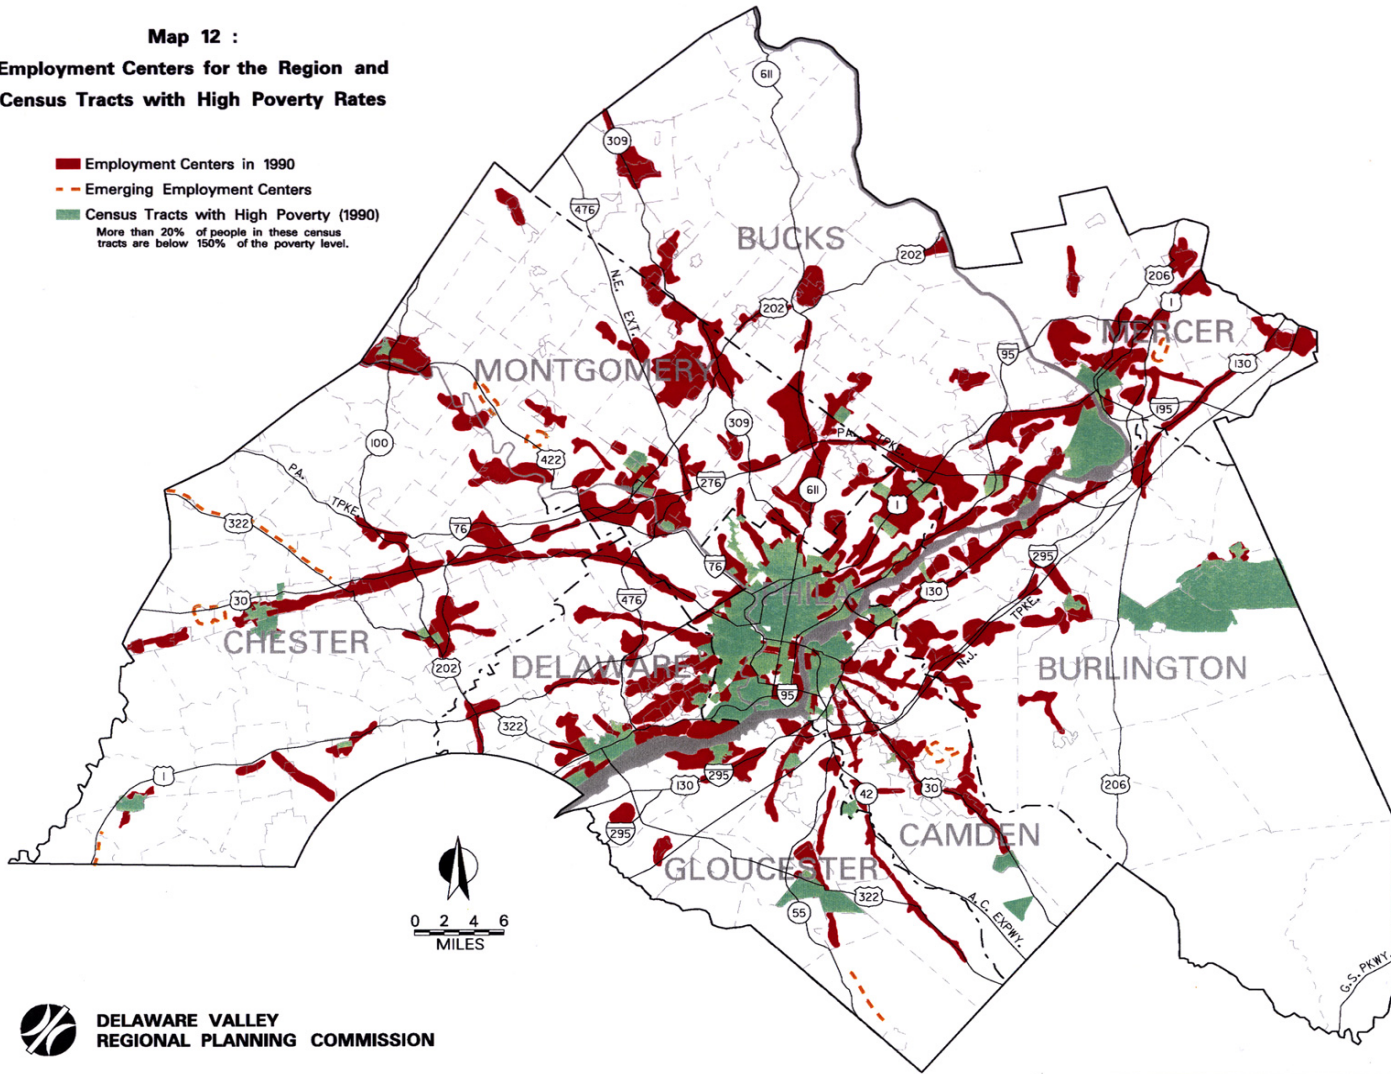 Map 12 :
Employment Centers for the Region and
Census Tracts with High Poverty Rates
Employment Centers in 1990
Emerging Employment Centers
Census Tracts with High Poverty (1990)
More than 20% of people in these census
tracts are below 150% of the poverty level.
611
309
476
BUCKS
202
206
N.E. EXT.
202
1
MERCER
95
130
MONTGOMERY
195
100
309
PA. TPKE.
422
276
611
1
PA. TPKE.
322
76
295
76
130
30
476
N.J. TPKE.
PHILA
CHESTER
DELAWARE
BURLINGTON
202
95
322
1
295
130
206
42
30
295
CAMDEN
GLOUCESTER
322
55
A.C. EXPWY.
G.S. PKWY.
0 2 4 6
MILES
DELAWARE VALLEY
REGIONAL PLANNING COMMISSION